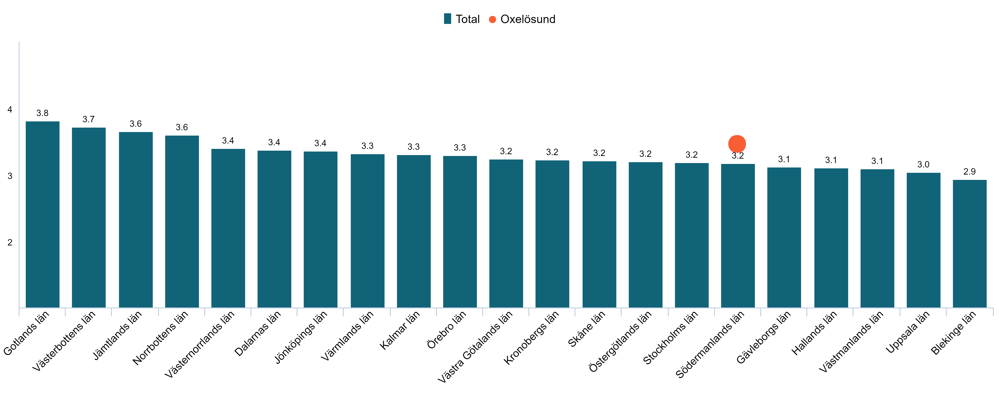 Total Oxelösund
4
3
2
3.8 3.7 3.6 3.6 3.4 3.4 3.4 3.3 3.3 3.3 3.2 3.2 3.2 3.2 3.2 3.2 3.1 3.1 3.1 3.0 2.9
Gotlands län
Västerbottens län
Jämtlands län
Norrbottens län
Västernorrlands län
Dalarnas län
Jönköpings län
Värmlands län
Kalmar län
Örebro län
Västra Götalands län
Kronobergs län
Skåne län
Östergötlands län
Stockholms län
Södermanlands län
Gävleborgs län
Hallands län
Västmanlands län
Uppsala län
Blekinge län